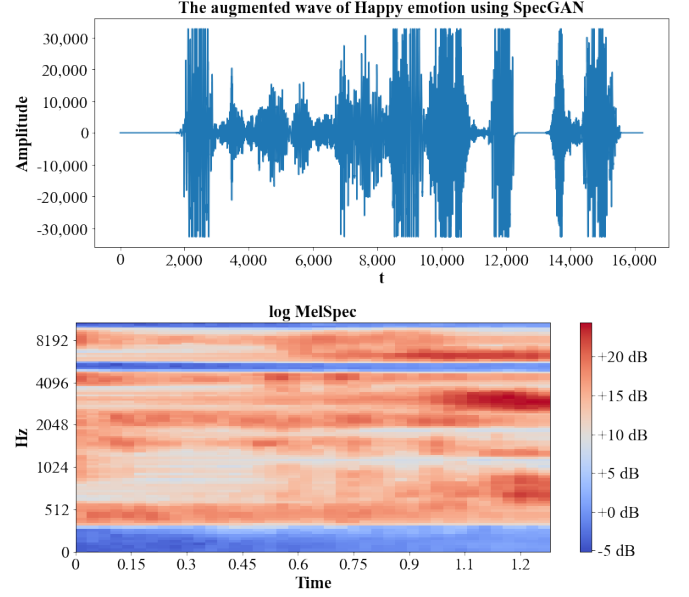 The augmented wave of Happy emotion using SpecGAN
30,000
20,000
10,000
0
-10,000
-20,000
-30,000
Amplitude
0 2,000 4,000 6,000 8,000 10,000 12,000 14,000 16,000
t
log MelSpec
8192
4096
2048
1024
512
0
Hz
0 0.15 0.3 0.45 0.6 0.75 0.9 1.1 1.2
Time
+20 dB
+15 dB
+10 dB
+5 dB
+0 dB
-5 dB